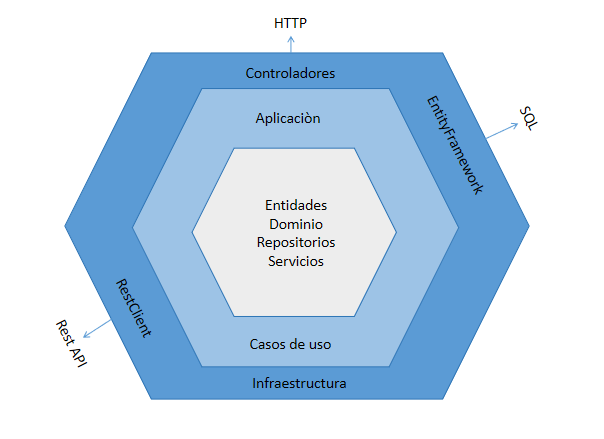 HTTP
Controladores
EntityFramework
SQL
Aplicaciòn
Entidades
Dominio
Repositorios
Servicios
RestClient
Rest API
Casos de uso
Infraestructura